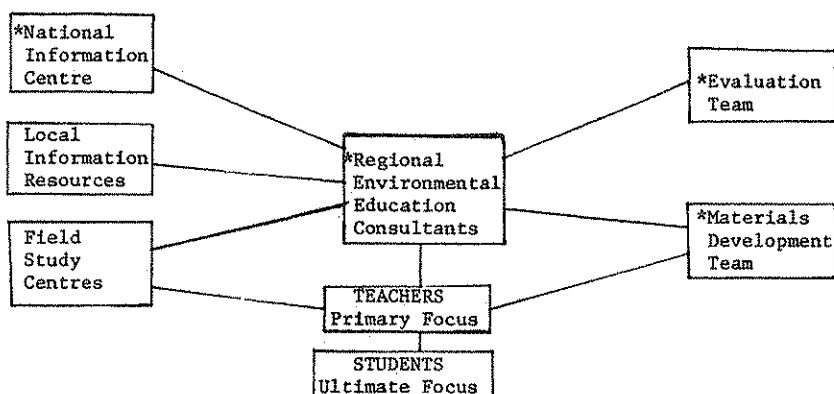 *National
Information
Centre
Local
Information
Resources
Field
Study
Centres
*Regional
Environmental
Education
Consultants
TEACHERS
Primary Focus
STUDENTS
Ultimate Focus
*Evaluation
Team
*Materials
Development
Team